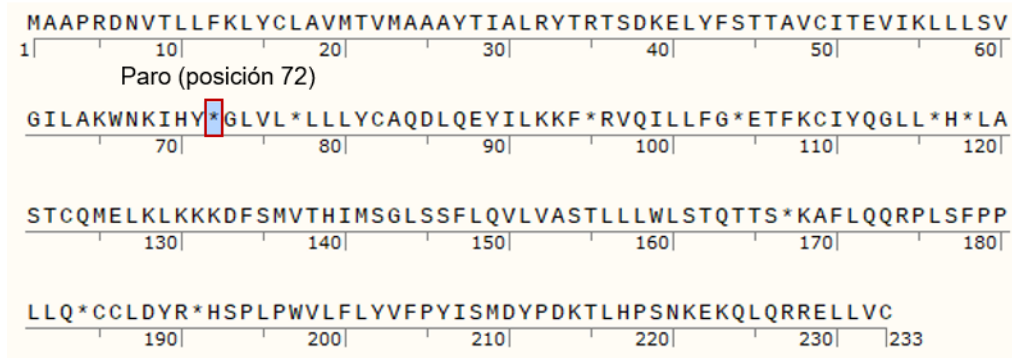 MAAPRDNVTLLFKLYCLAVMTVMAAAYTIALRYTRTSDKELYFSTTAVCITEVIKLLLSV
1 10 20 30 40 50 60
Paro (posición 72)
GILAKWNKIHY*GLVL*LLLYCAQDLQEYILKKF*RVQILLFG*ETFKCIYQGLL*H*LA
70 80 90 100 110 120
STCQMELKLKKKDFSMVTHIMSGLSSFLQVLVASTLLLWLSTQTTS*KAFLQQRPLSFPP
130 140 150 160 170 180
LLQ*CCLDYR*HSPLPWVLFLYVFPYISMDYPDKTLHPSNKEKQLQRRELLVC
190 200 210 220 230 233